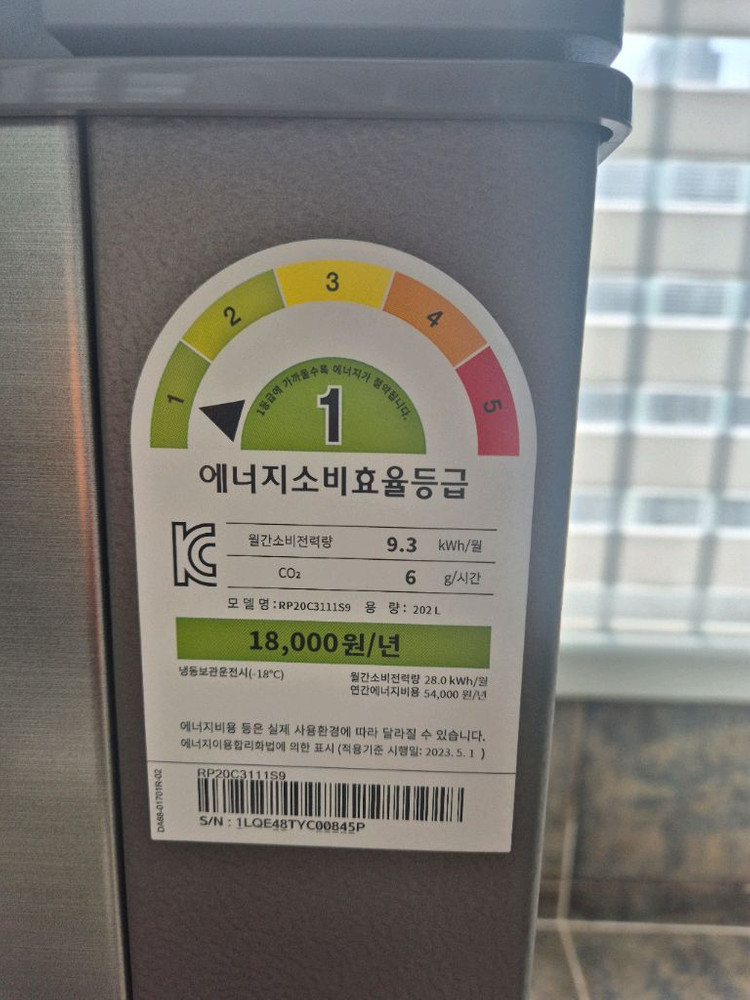 1
2
3
4
5
1등급에 가까울수록 에너지가 절약됩니다.
1
에너지소비효율등급
월간소비전력량 9.3 kWh/월
CO₂ 6 g/시간
모델명:RP20C3111S9 용 량: 202 L
18,000원/년
냉동보관운전시(-18℃) 월간소비전력량 28.0 kWh/월
연간에너지비용 54,000 원/년
에너지비용 등은 실제 사용환경에 따라 달라질 수 있습니다.
에너지이용합리화법에 의한 표시 (적용기준 시행일: 2023. 5. 1 )
DA68-01701R-02
RP20C3111S9
S/N : 1LQE48TYC00845P